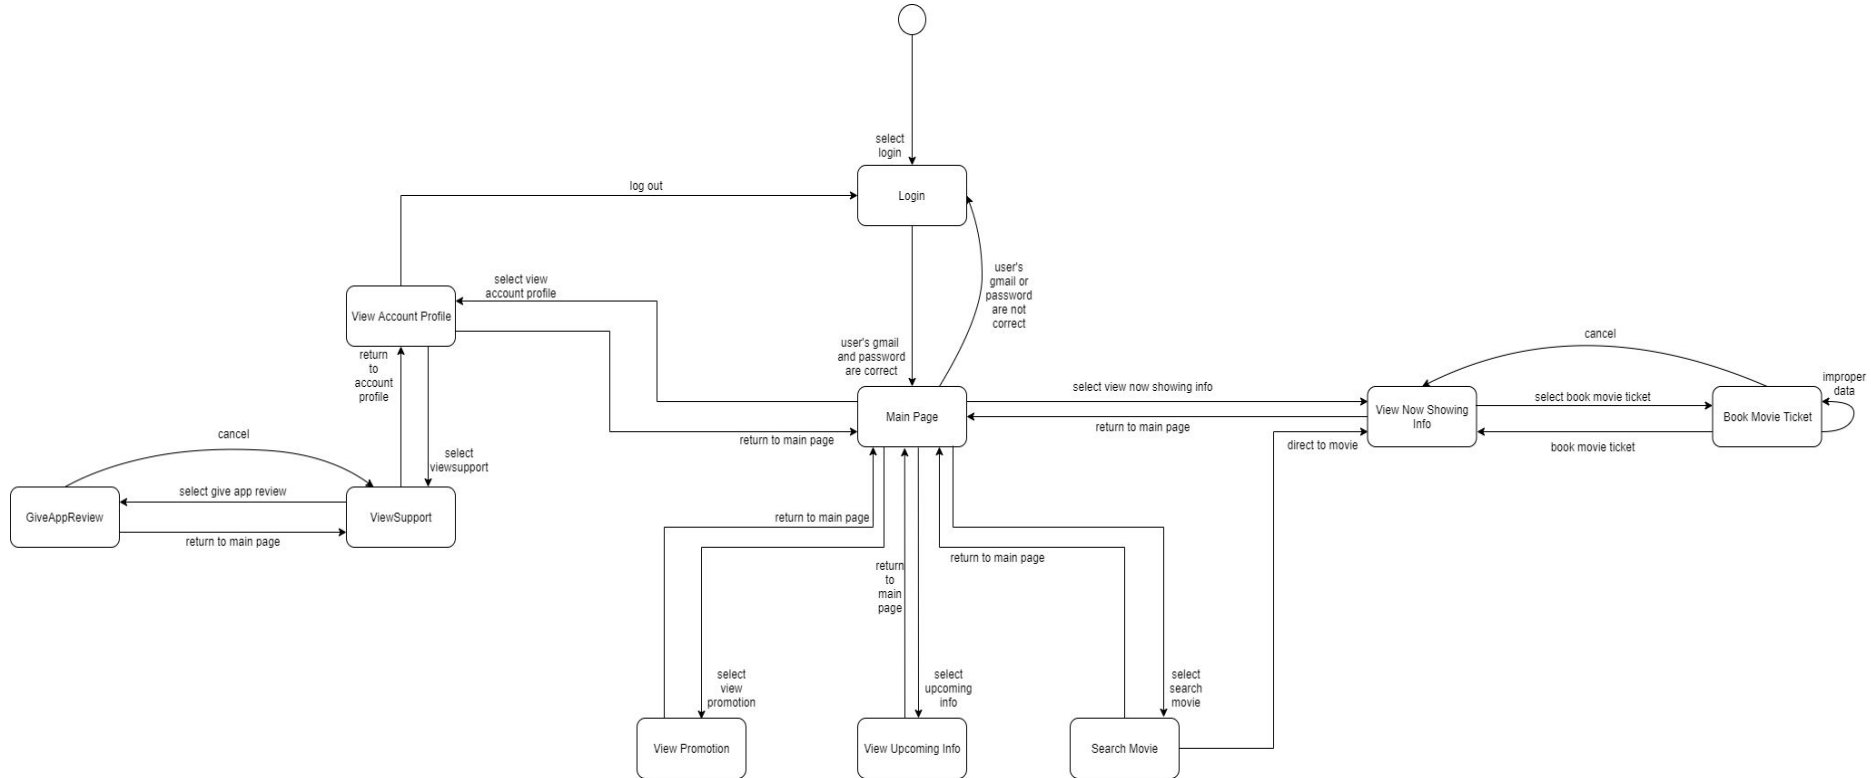 select
login
Login
log out
select view
account profile
user's
gmail or
password
are not
correct
View Account Profile
return
to
account
profile
user's gmail
and password
are correct
cancel
improper
data
select view now showing info
Main Page
return to main page
return to main page
View Now Showing
Info
select book movie ticket
Book Movie Ticket
direct to movie
book movie ticket
cancel
select
viewsupport
select give app review
GiveAppReview
ViewSupport
return to main page
return to main page
return to main page
return
to
main
page
select
view
promotion
select
upcoming
info
select
search
movie
View Promotion
View Upcoming Info
Search Movie